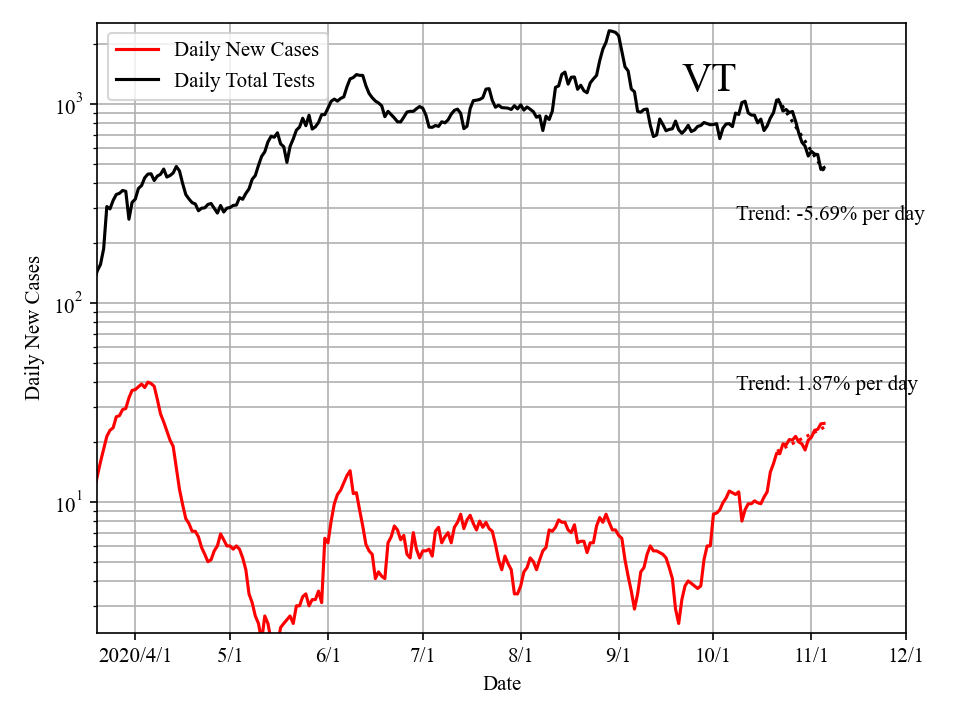 Daily New Cases
Daily Total Tests
VT
10^3
Trend: -5.69% per day
10^2
Trend: 1.87% per day
10^1
Daily New Cases
2020/4/1 5/1 6/1 7/1 8/1 9/1 10/1 11/1 12/1
Date